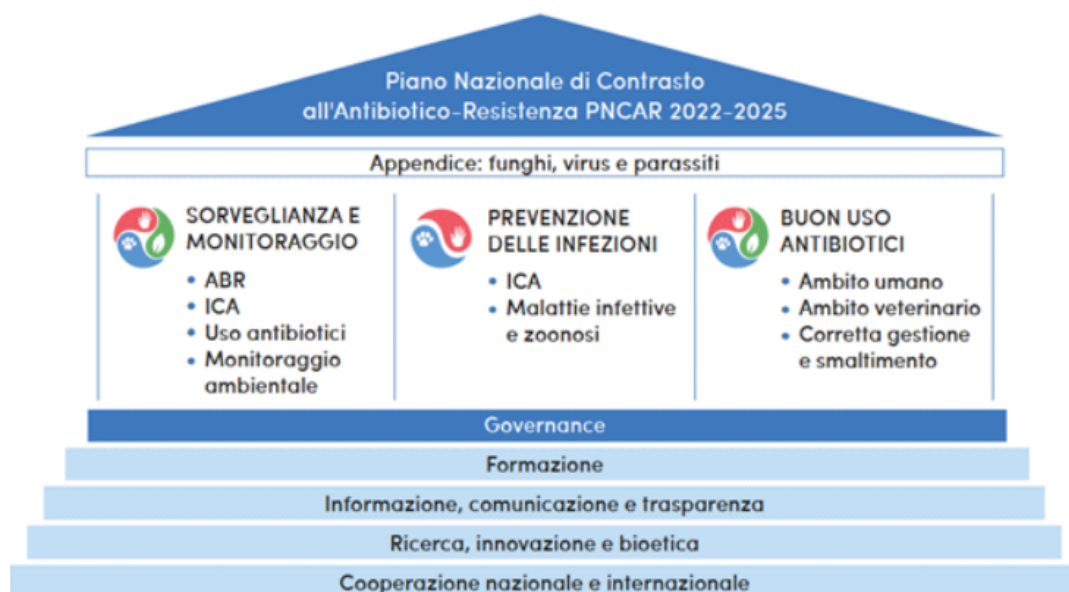 Piano Nazionale di Contrasto
all'Antibiotico-Resistenza PNCAR 2022-2025
Appendice: funghi, virus e parassiti
SORVEGLIANZA E
MONITORAGGIO
• ABR
• ICA
• Uso antibiotici
• Monitoraggio
ambientale
PREVENZIONE
DELLE INFEZIONI
• ICA
• Malattie infettive
e zoonosi
BUON USO
ANTIBIOTICI
• Ambito umano
• Ambito veterinario
• Corretta gestione
e smaltimento
Governance
Formazione
Informazione, comunicazione e trasparenza
Ricerca, innovazione e bioetica
Cooperazione nazionale e internazionale